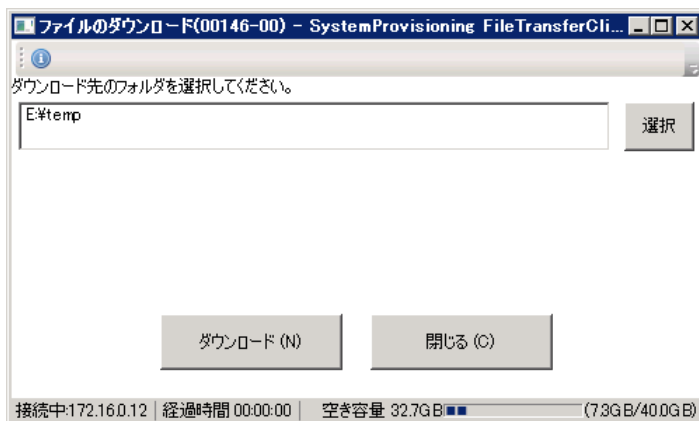 ファイルのダウンロード(00146-00) - SystemProvisioning FileTransferCli...
ダウンロード先のフォルダを選択してください。
E:¥temp
選択
ダウンロード (N)
閉じる (C)
接続中:172.16.0.12 経過時間 00:00:00 空き容量 32.7GB (7.3GB/40.0GB)